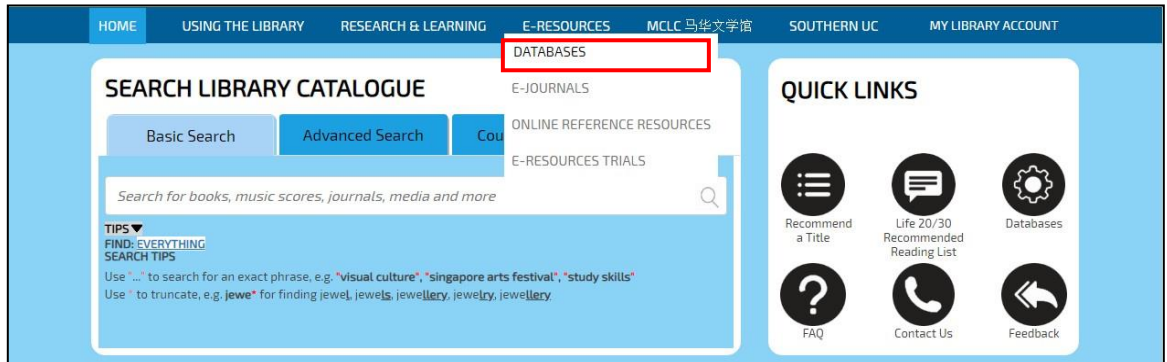 HOME USING THE LIBRARY RESEARCH & LEARNING E-RESOURCES MCLC 马华文学馆 SOUTHERN UC MY LIBRARY ACCOUNT
DATABASES
E-JOURNALS
ONLINE REFERENCE RESOURCES
E-RESOURCES TRIALS
SEARCH LIBRARY CATALOGUE
Basic Search Advanced Search Cou
Search for books, music scores, journals, media and more
TIPS▼
FIND: EVERYTHING
SEARCH TIPS
Use "..." to search for an exact phrase, e.g. "visual culture", "singapore arts festival", "study skills"
Use * to truncate, e.g. jewe* for finding jewel, jewels, jewellery, jewelry, jewellery
QUICK LINKS
Recommend
a Title
Life 20/30
Recommended
Reading List
Databases
FAQ
Contact Us
Feedback